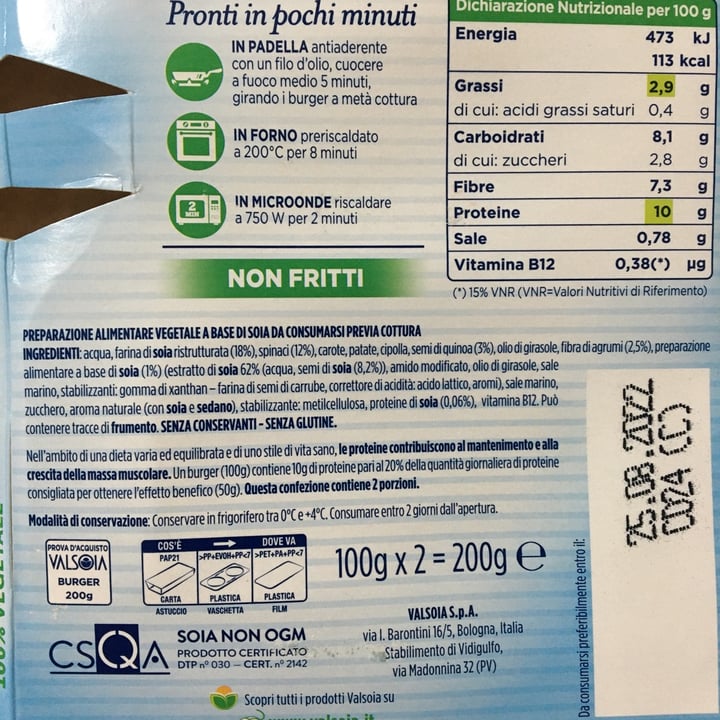 Pronti in pochi minuti
IN PADELLA antiaderente
con un filo d'olio, cuocere
a fuoco medio 5 minuti,
girando i burger a metà cottura
IN FORNO preriscaldato
a 200°C per 8 minuti
2
MIN
IN MICROONDE riscaldare
a 750 W per 2 minuti
NON FRITTI
Dichiarazione Nutrizionale per 100 g
Energia 473 kJ
113 kcal
Grassi 2,9 g
di cui: acidi grassi saturi 0,4 g
Carboidrati 8,1 g
di cui: zuccheri 2,8 g
Fibre 7,3 g
Proteine 10 g
Sale 0,78 g
Vitamina B12 0,38(*) µg
(*) 15% VNR (VNR=Valori Nutritivi di Riferimento)
PREPARAZIONE ALIMENTARE VEGETALE A BASE DI SOIA DA CONSUMARSI PREVIA COTTURA
INGREDIENTI: acqua, farina di soia ristrutturata (18%), spinaci (12%), carote, patate, cipolla, semi di quinoa (3%), olio di girasole, fibra di agrumi (2,5%), preparazione
alimentare a base di soia (1%) (estratto di soia 62% (acqua, semi di soia (8,2%)), amido modificato, olio di girasole, sale
marino, stabilizzanti: gomma di xanthan – farina di semi di carrube, correttore di acidità: acido lattico, aromi), sale marino,
zucchero, aroma naturale (con soia e sedano), stabilizzante: metilcellulosa, proteine di soia (0,06%), vitamina B12. Può
contenere tracce di frumento. SENZA CONSERVANTI - SENZA GLUTINE.
Nell'ambito di una dieta varia ed equilibrata e di uno stile di vita sano, le proteine contribuiscono al mantenimento e alla
crescita della massa muscolare. Un burger (100g) contiene 10g di proteine pari al 20% della quantità giornaliera di proteine
consigliata per ottenere l'effetto benefico (50g). Questa confezione contiene 2 porzioni.
Modalità di conservazione: Conservare in frigorifero tra 0°C e +4°C. Consumare entro 2 giorni dall'apertura.
PROVA D'ACQUISTO
VALSOIA
BURGER
200g
COS'È DOVE VA
PAP21 >PP+EVOH+PP<7 >PET+PA+PP<7
CARTA PLASTICA PLASTICA
ASTUCCIO VASCHETTA FILM
100g x 2 = 200g e
CSQA
SOIA NON OGM
PRODOTTO CERTIFICATO
DTP n° 030 – CERT. n° 2142
VALSOIA S.p.A.
via I. Barontini 16/5, Bologna, Italia
Stabilimento di Vidigulfo,
via Madonnina 32 (PV)
Scopri tutti i prodotti Valsoia su
www.valsoia.it
Da consumarsi preferibilmente entro il:
25.08.2022
0024 (C)
100% VEGETALE